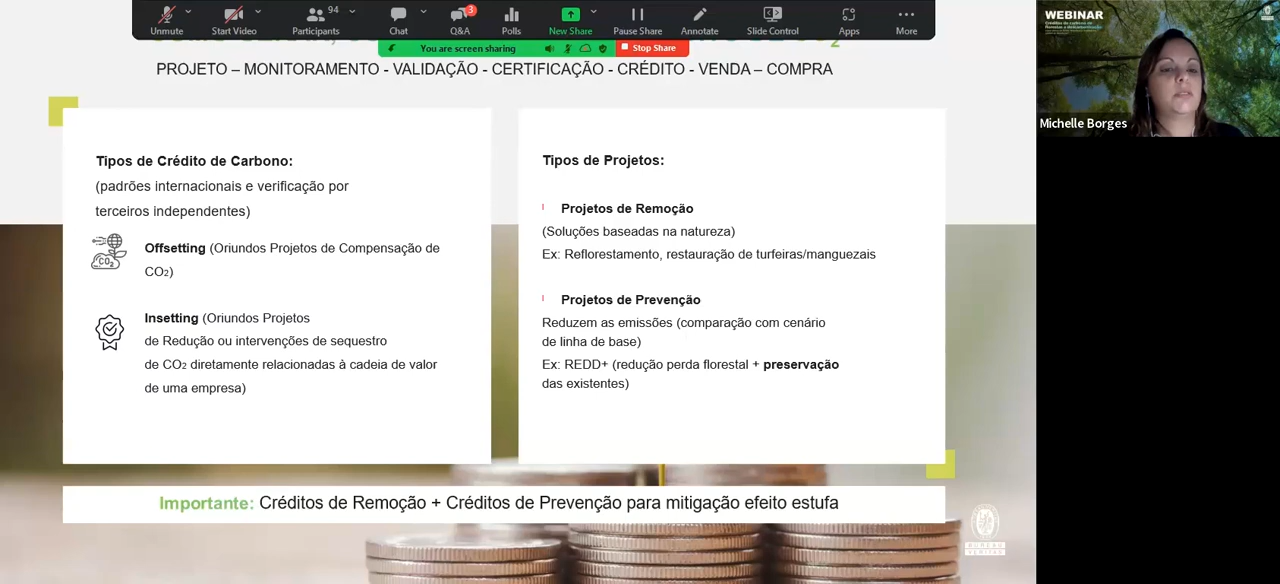 94
3
Unmute
Start Video
Participants
Chat
Q&A
Polls
New Share
Pause Share
Annotate
Slide Control
Apps
More
You are screen sharing
Stop Share
PROJETO – MONITORAMENTO - VALIDAÇÃO - CERTIFICAÇÃO - CRÉDITO - VENDA – COMPRA
Tipos de Crédito de Carbono:
(padrões internacionais e verificação por
terceiros independentes)
CO₂
Offsetting (Oriundos Projetos de Compensação de
CO₂)
Insetting (Oriundos Projetos
de Redução ou intervenções de sequestro
de CO₂ diretamente relacionadas à cadeia de valor
de uma empresa)
Tipos de Projetos:
Projetos de Remoção
(Soluções baseadas na natureza)
Ex: Reflorestamento, restauração de turfeiras/manguezais
Projetos de Prevenção
Reduzem as emissões (comparação com cenário
de linha de base)
Ex: REDD+ (redução perda florestal + preservação
das existentes)
Importante: Créditos de Remoção + Créditos de Prevenção para mitigação efeito estufa
BUREAU
VERITAS
WEBINAR
Michelle Borges